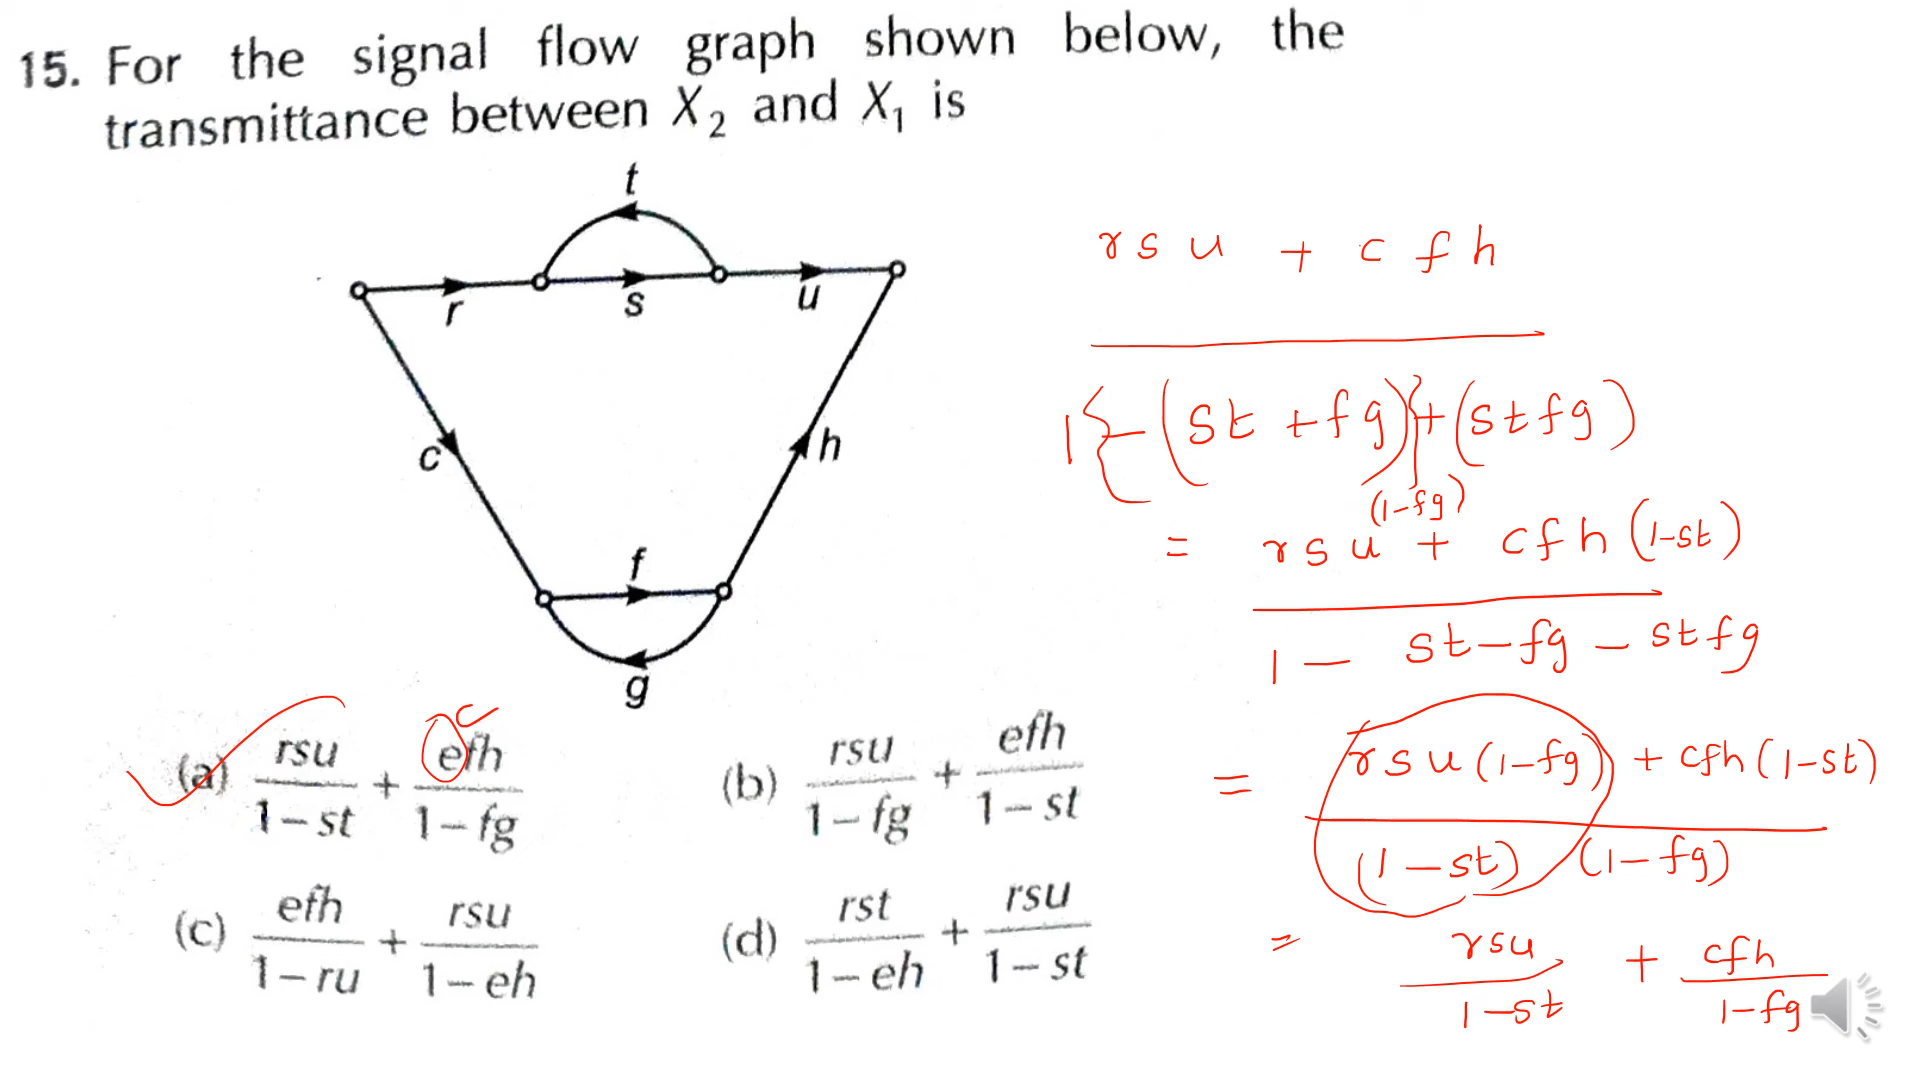 15. For the signal flow graph shown below, the
transmittance between X₂ and X₁ is
t
r
s
u
c
h
f
g
(a) rsu/1−st + efh/1−fg
c
(b) rsu/1−fg + efh/1−st
(c) efh/1−ru + rsu/1−eh
(d) rst/1−eh + rsu/1−st
rsu + cfh
1{−(st +fg)}+(stfg)
(1−fg)
= rsu + cfh (1−st)
1 − st−fg − stfg
= rsu(1−fg) + cfh(1−st)
(1−st) (1−fg)
= rsu/1−st + cfh/1−fg